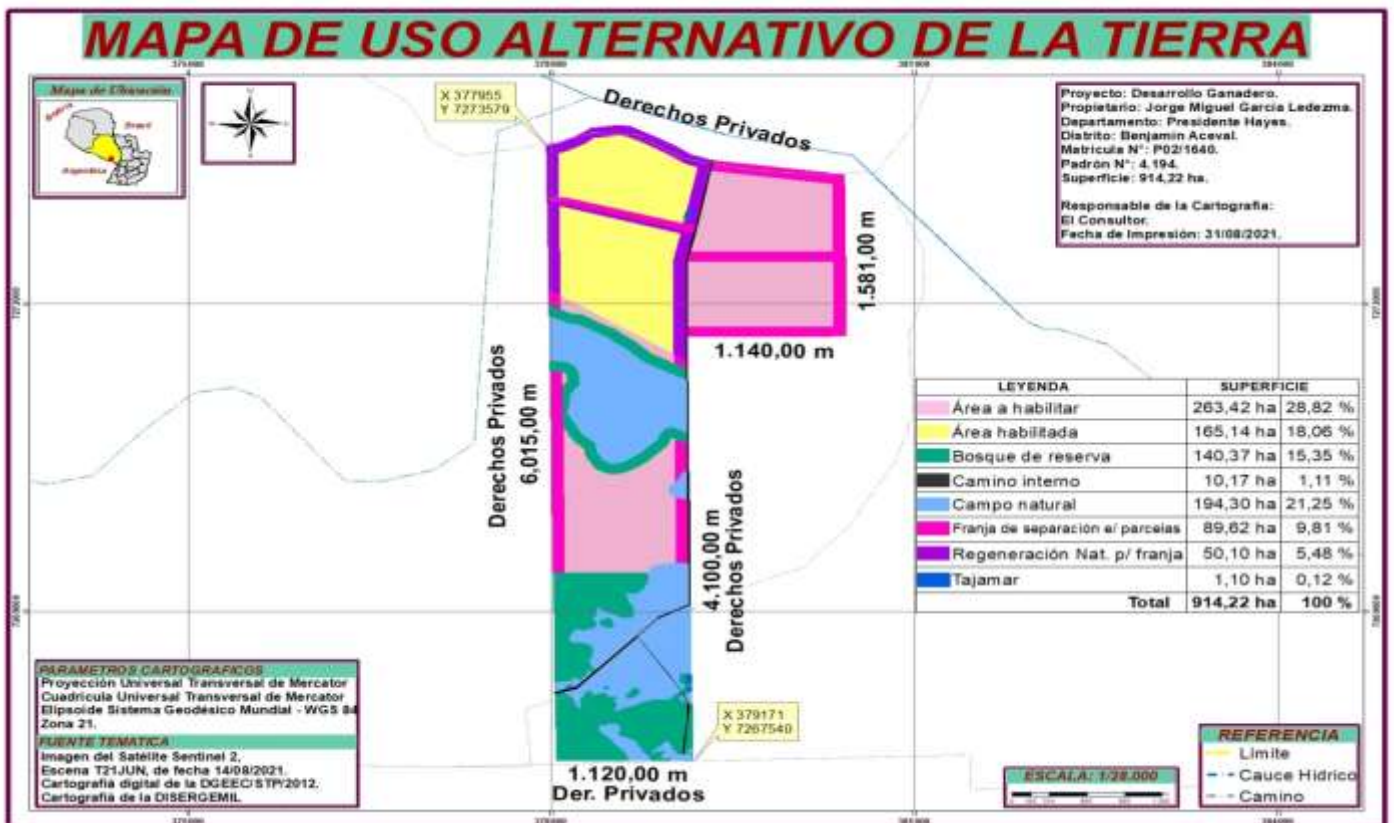 MAPA DE USO ALTERNATIVO DE LA TIERRA
Mapa de Ubicación
Brasil
Argentina
X 377955
Y 7273579
Derechos Privados
Proyecto: Desarrollo Ganadero.
Propietario: Jorge Miguel García Ledezma.
Departamento: Presidente Hayes.
Distrito: Benjamín Aceval.
Matricula N°: P02/1640.
Padrón N°: 4.194.
Superficie: 914,22 ha.
Responsable de la Cartografía:
El Consultor.
Fecha de Impresión: 31/08/2021.
1.581,00 m
1.140,00 m
Derechos Privados
6,015,00 m
4.100,00 m
Derechos Privados
LEYENDA SUPERFICIE
Área a habilitar 263,42 ha 28,82 %
Área habilitada 165,14 ha 18,06 %
Bosque de reserva 140,37 ha 15,35 %
Camino interno 10,17 ha 1,11 %
Campo natural 194,30 ha 21,25 %
Franja de separación e/ parcelas 89,62 ha 9,81 %
Regeneración Nat. p/ franja 50,10 ha 5,48 %
Tajamar 1,10 ha 0,12 %
Total 914,22 ha 100 %
PARAMETROS CARTOGRAFICOS
Proyección Universal Transversal de Mercator
Cuadrícula Universal Transversal de Mercator
Elipsoide Sistema Geodésico Mundial - WGS 84
Zona 21.
FUENTE TEMATICA
Imagen del Satélite Sentinel 2,
Escena T21JUN, de fecha 14/08/2021.
Cartografía digital de la DGEEC/STP/2012.
Cartografía de la DISERGEMIL
X 379171
Y 7267540
1.120,00 m
Der. Privados
ESCALA: 1/28.000
REFERENCIA
Límite
Cauce Hídrico
Camino